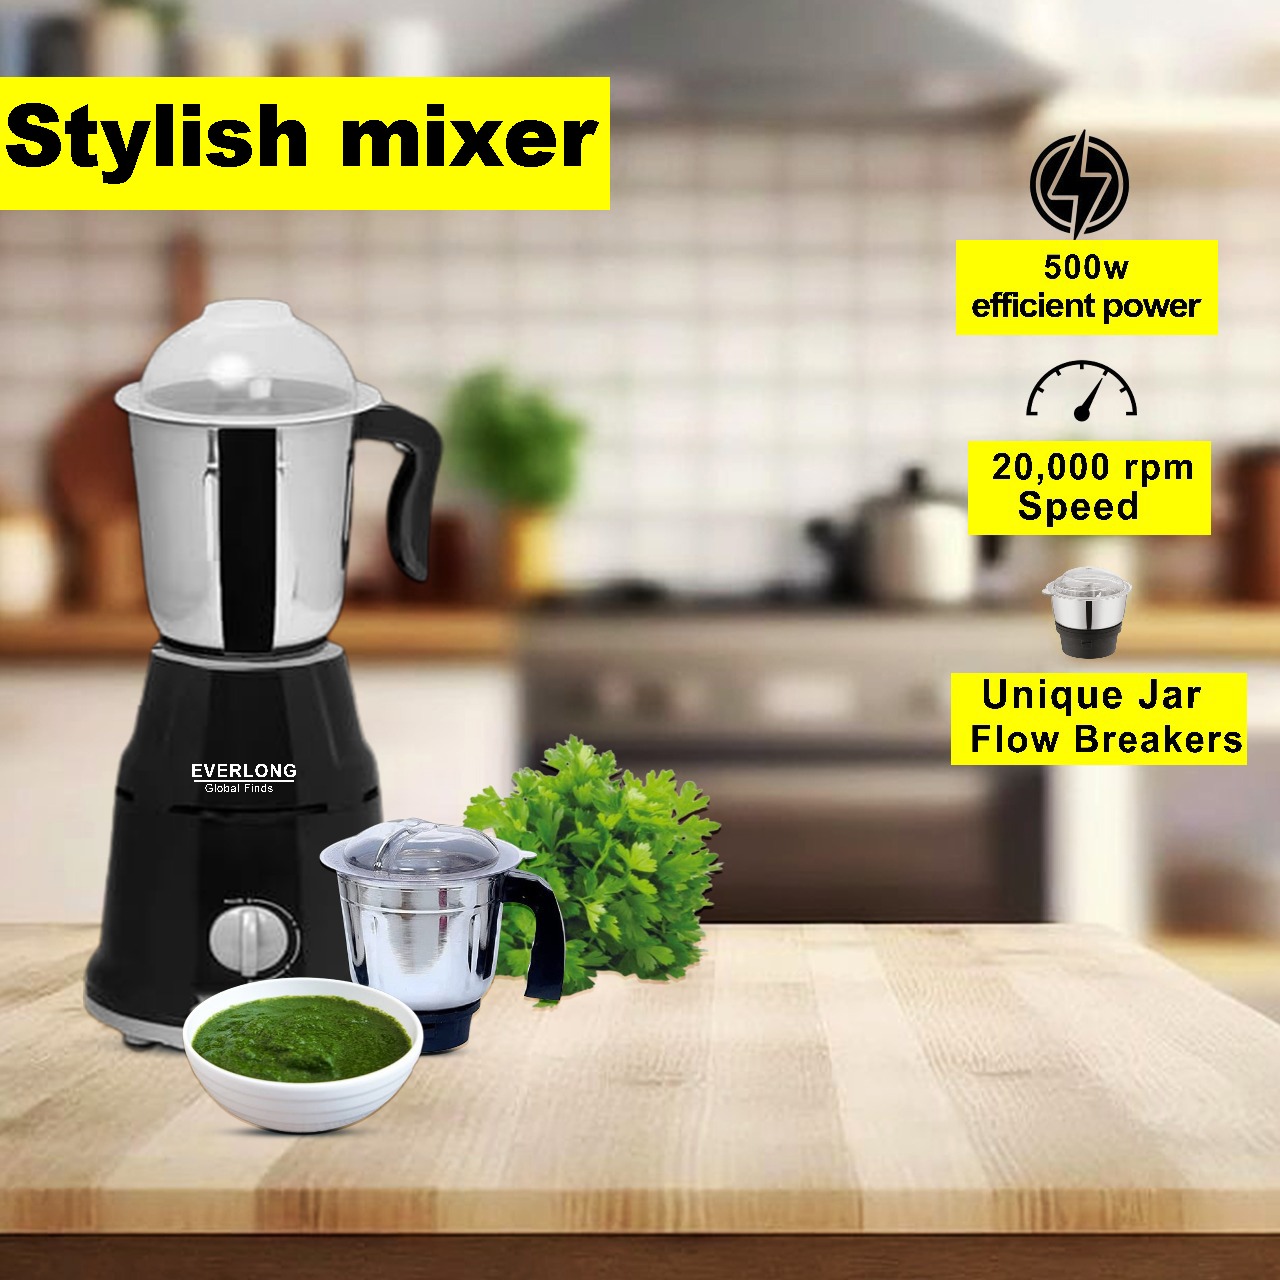 Stylish mixer
500w
efficient power
20,000 rpm
Speed
Unique Jar
Flow Breakers
EVERLONG
Global Finds